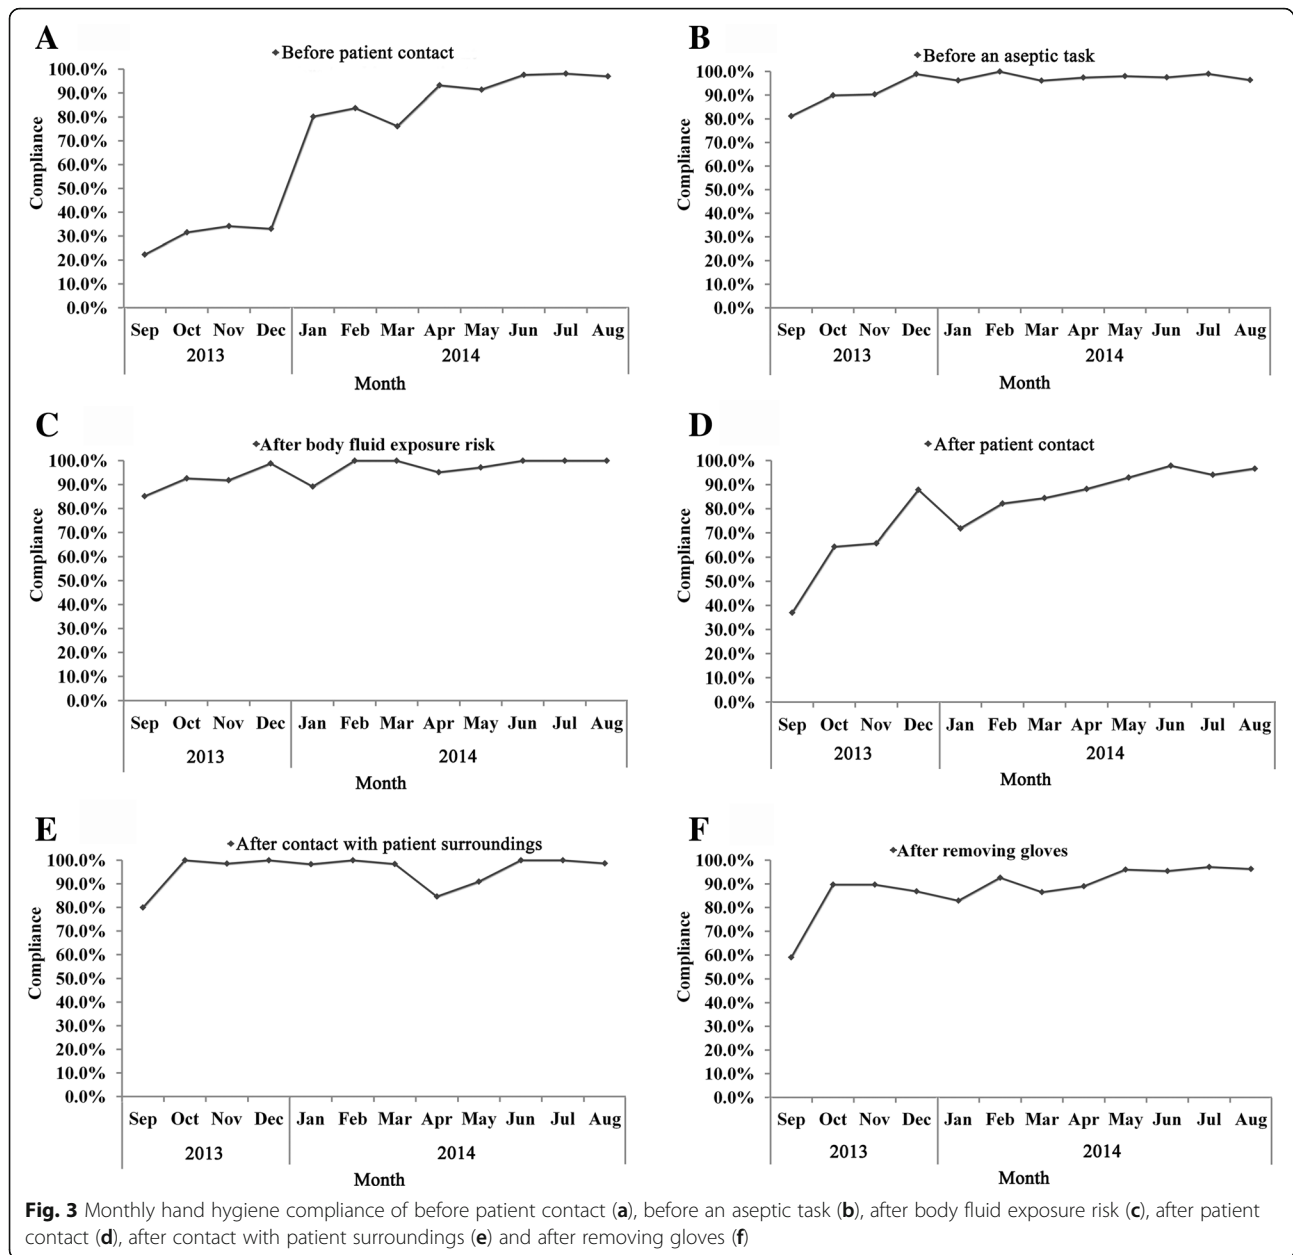 A
Before patient contact
100.0%
90.0%
80.0%
70.0%
60.0%
50.0%
40.0%
30.0%
20.0%
10.0%
0.0%
Compliance
Sep Oct Nov Dec Jan Feb Mar Apr May Jun Jul Aug
2013 2014
Month
B
Before an aseptic task
100.0%
90.0%
80.0%
70.0%
60.0%
50.0%
40.0%
30.0%
20.0%
10.0%
0.0%
Compliance
Sep Oct Nov Dec Jan Feb Mar Apr May Jun Jul Aug
2013 2014
Month
C
After body fluid exposure risk
100.0%
90.0%
80.0%
70.0%
60.0%
50.0%
40.0%
30.0%
20.0%
10.0%
0.0%
Compliance
Sep Oct Nov Dec Jan Feb Mar Apr May Jun Jul Aug
2013 2014
Month
D
After patient contact
100.0%
90.0%
80.0%
70.0%
60.0%
50.0%
40.0%
30.0%
20.0%
10.0%
0.0%
Compliance
Sep Oct Nov Dec Jan Feb Mar Apr May Jun Jul Aug
2013 2014
Month
E
After contact with patient surroundings
100.0%
90.0%
80.0%
70.0%
60.0%
50.0%
40.0%
30.0%
20.0%
10.0%
0.0%
Compliance
Sep Oct Nov Dec Jan Feb Mar Apr May Jun Jul Aug
2013 2014
Month
F
After removing gloves
100.0%
90.0%
80.0%
70.0%
60.0%
50.0%
40.0%
30.0%
20.0%
10.0%
0.0%
Compliance
Sep Oct Nov Dec Jan Feb Mar Apr May Jun Jul Aug
2013 2014
Month
Fig. 3 Monthly hand hygiene compliance of before patient contact (a), before an aseptic task (b), after body fluid exposure risk (c), after patient
contact (d), after contact with patient surroundings (e) and after removing gloves (f)